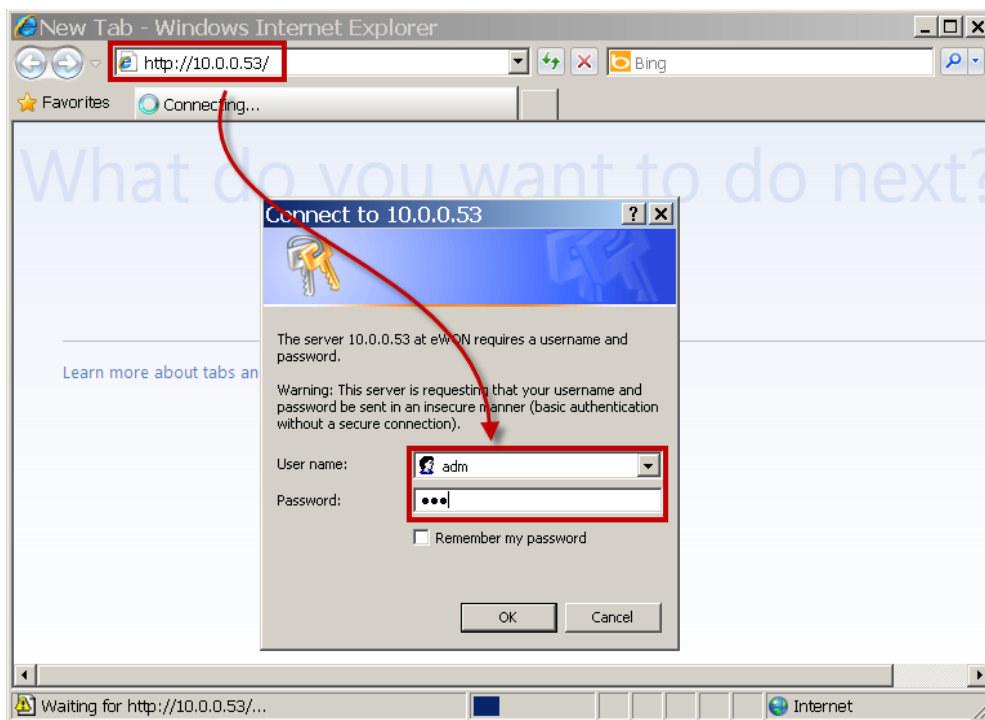 New Tab - Windows Internet Explorer
http://10.0.0.53/
Bing
Favorites
Connecting...
What do you want to do next?
Connect to 10.0.0.53
The server 10.0.0.53 at eWON requires a username and
password.
Learn more about tabs an
Warning: This server is requesting that your username and
password be sent in an insecure manner (basic authentication
without a secure connection).
User name:
adm
Password:
•••
Remember my password
OK
Cancel
Waiting for http://10.0.0.53/...
Internet